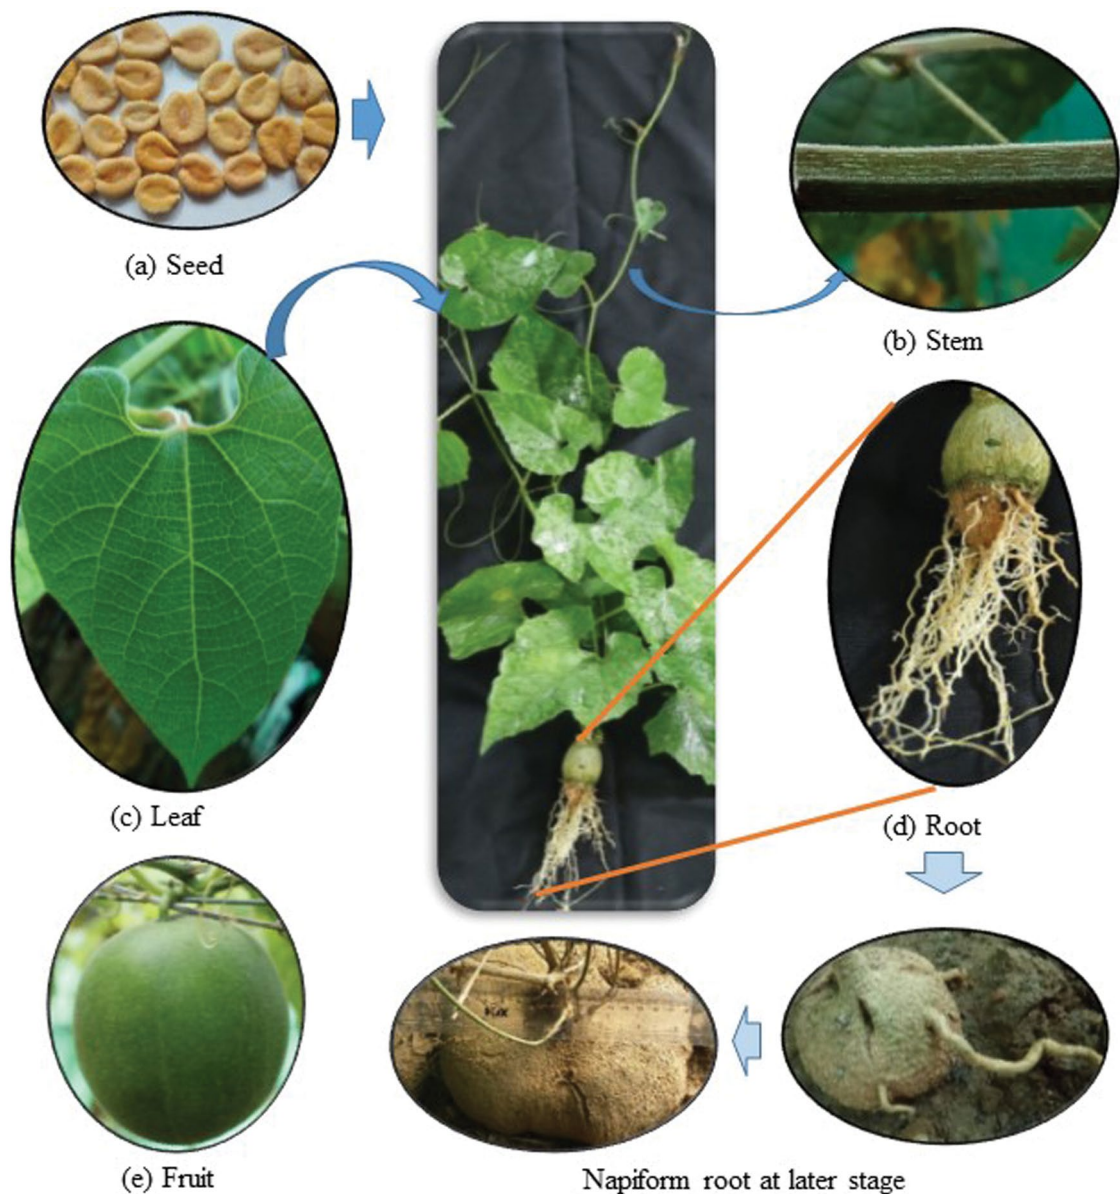 (a) Seed
(b) Stem
(c) Leaf
(d) Root
(e) Fruit
Napiform root at later stage